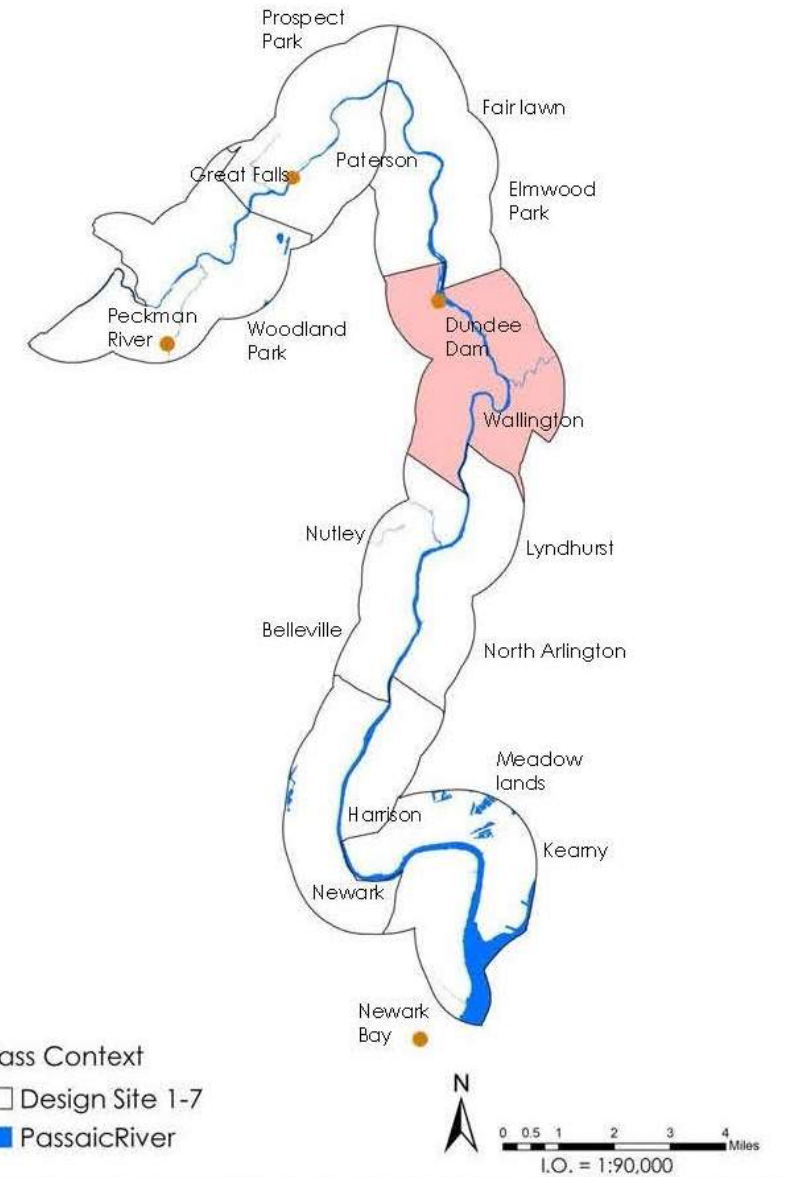 Prospect
Park
Fair lawn
Paterson
Great Falls
Elmwood
Park
Peckman
River
Woodland
Park
Dundee
Dam
Wallington
Nutley
Lyndhurst
Belleville
North Arlington
Meadow
lands
Harrison
Kearny
Newark
Newark
Bay
ass Context
Design Site 1-7
PassaicRiver
N
0 0.5 1 2 3 4
Miles
I.O. = 1:90,000